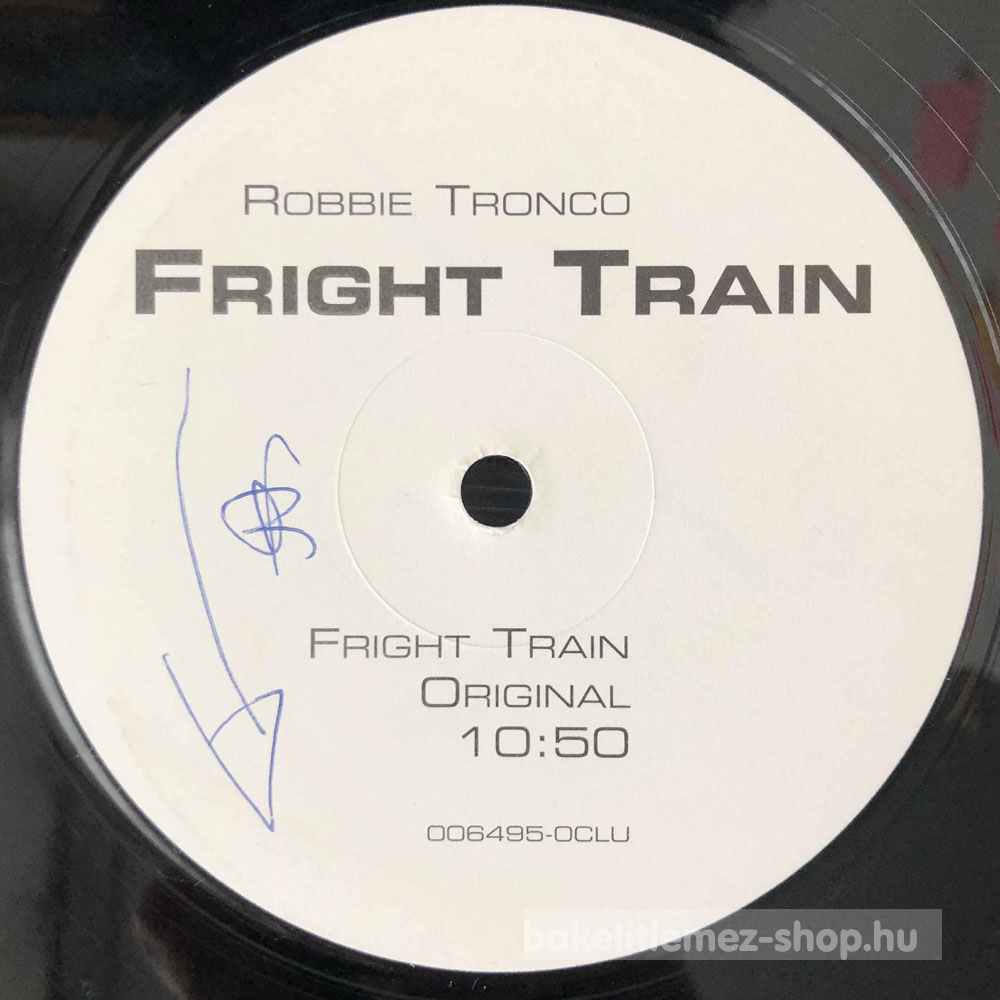 Robbie Tronco
Fright Train
Fright Train
Original
10:50
006495-0CLU
bakelitlemez-shop.hu